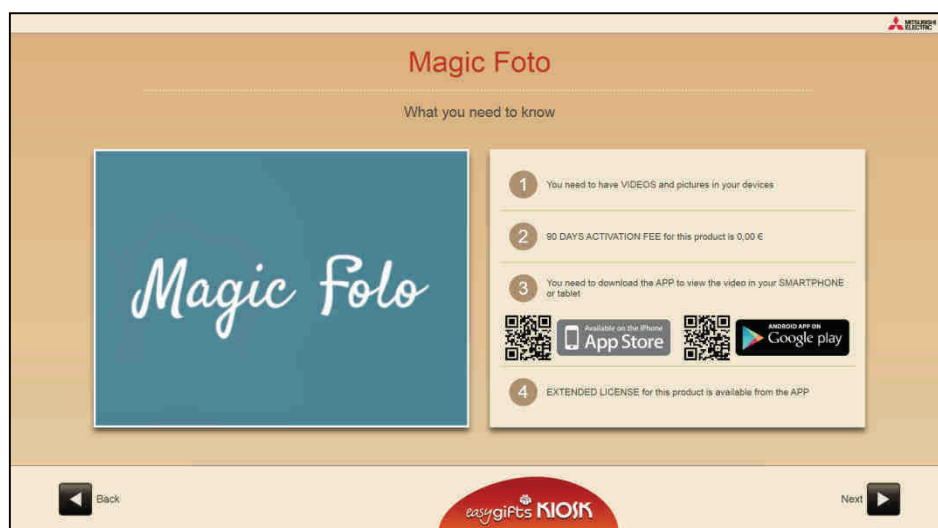 MITSUBISHI
ELECTRIC
Magic Foto
What you need to know
Magic Foto
1
You need to have VIDEOS and pictures in your devices
2
90 DAYS ACTIVATION FEE for this product is 0,00 €
3
You need to download the APP to view the video in your SMARTPHONE
or tablet
Available on the iPhone
App Store
ANDROID APP ON
Google play
4
EXTENDED LICENSE for this product is available from the APP
Back
easygifts KIOSK
Next